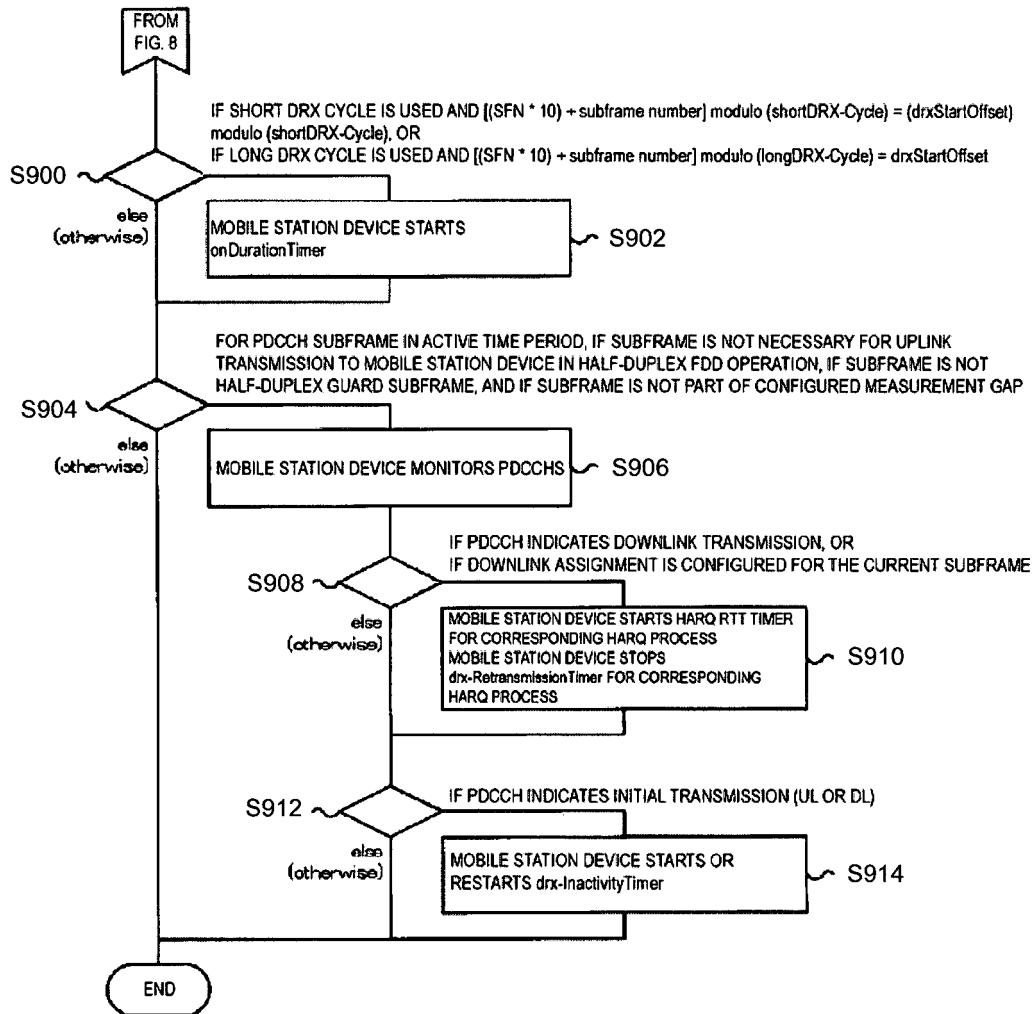 FROM
FIG. 8
IF SHORT DRX CYCLE IS USED AND [(SFN * 10) + subframe number] modulo (shortDRX-Cycle) = (drxStartOffset)
modulo (shortDRX-Cycle), OR
IF LONG DRX CYCLE IS USED AND [(SFN * 10) + subframe number] modulo (longDRX-Cycle) = drxStartOffset
S900
else
(otherwise)
MOBILE STATION DEVICE STARTS
onDurationTimer
S902
FOR PDCCH SUBFRAME IN ACTIVE TIME PERIOD, IF SUBFRAME IS NOT NECESSARY FOR UPLINK
TRANSMISSION TO MOBILE STATION DEVICE IN HALF-DUPLEX FDD OPERATION, IF SUBFRAME IS NOT
HALF-DUPLEX GUARD SUBFRAME, AND IF SUBFRAME IS NOT PART OF CONFIGURED MEASUREMENT GAP
S904
else
(otherwise)
MOBILE STATION DEVICE MONITORS PDCCHS
S906
IF PDCCH INDICATES DOWNLINK TRANSMISSION, OR
IF DOWNLINK ASSIGNMENT IS CONFIGURED FOR THE CURRENT SUBFRAME
S908
else
(otherwise)
MOBILE STATION DEVICE STARTS HARQ RTT TIMER
FOR CORRESPONDING HARQ PROCESS
MOBILE STATION DEVICE STOPS
drx-RetransmissionTimer FOR CORRESPONDING
HARQ PROCESS
S910
IF PDCCH INDICATES INITIAL TRANSMISSION (UL OR DL)
S912
else
(otherwise)
MOBILE STATION DEVICE STARTS OR
RESTARTS drx-InactivityTimer
S914
END